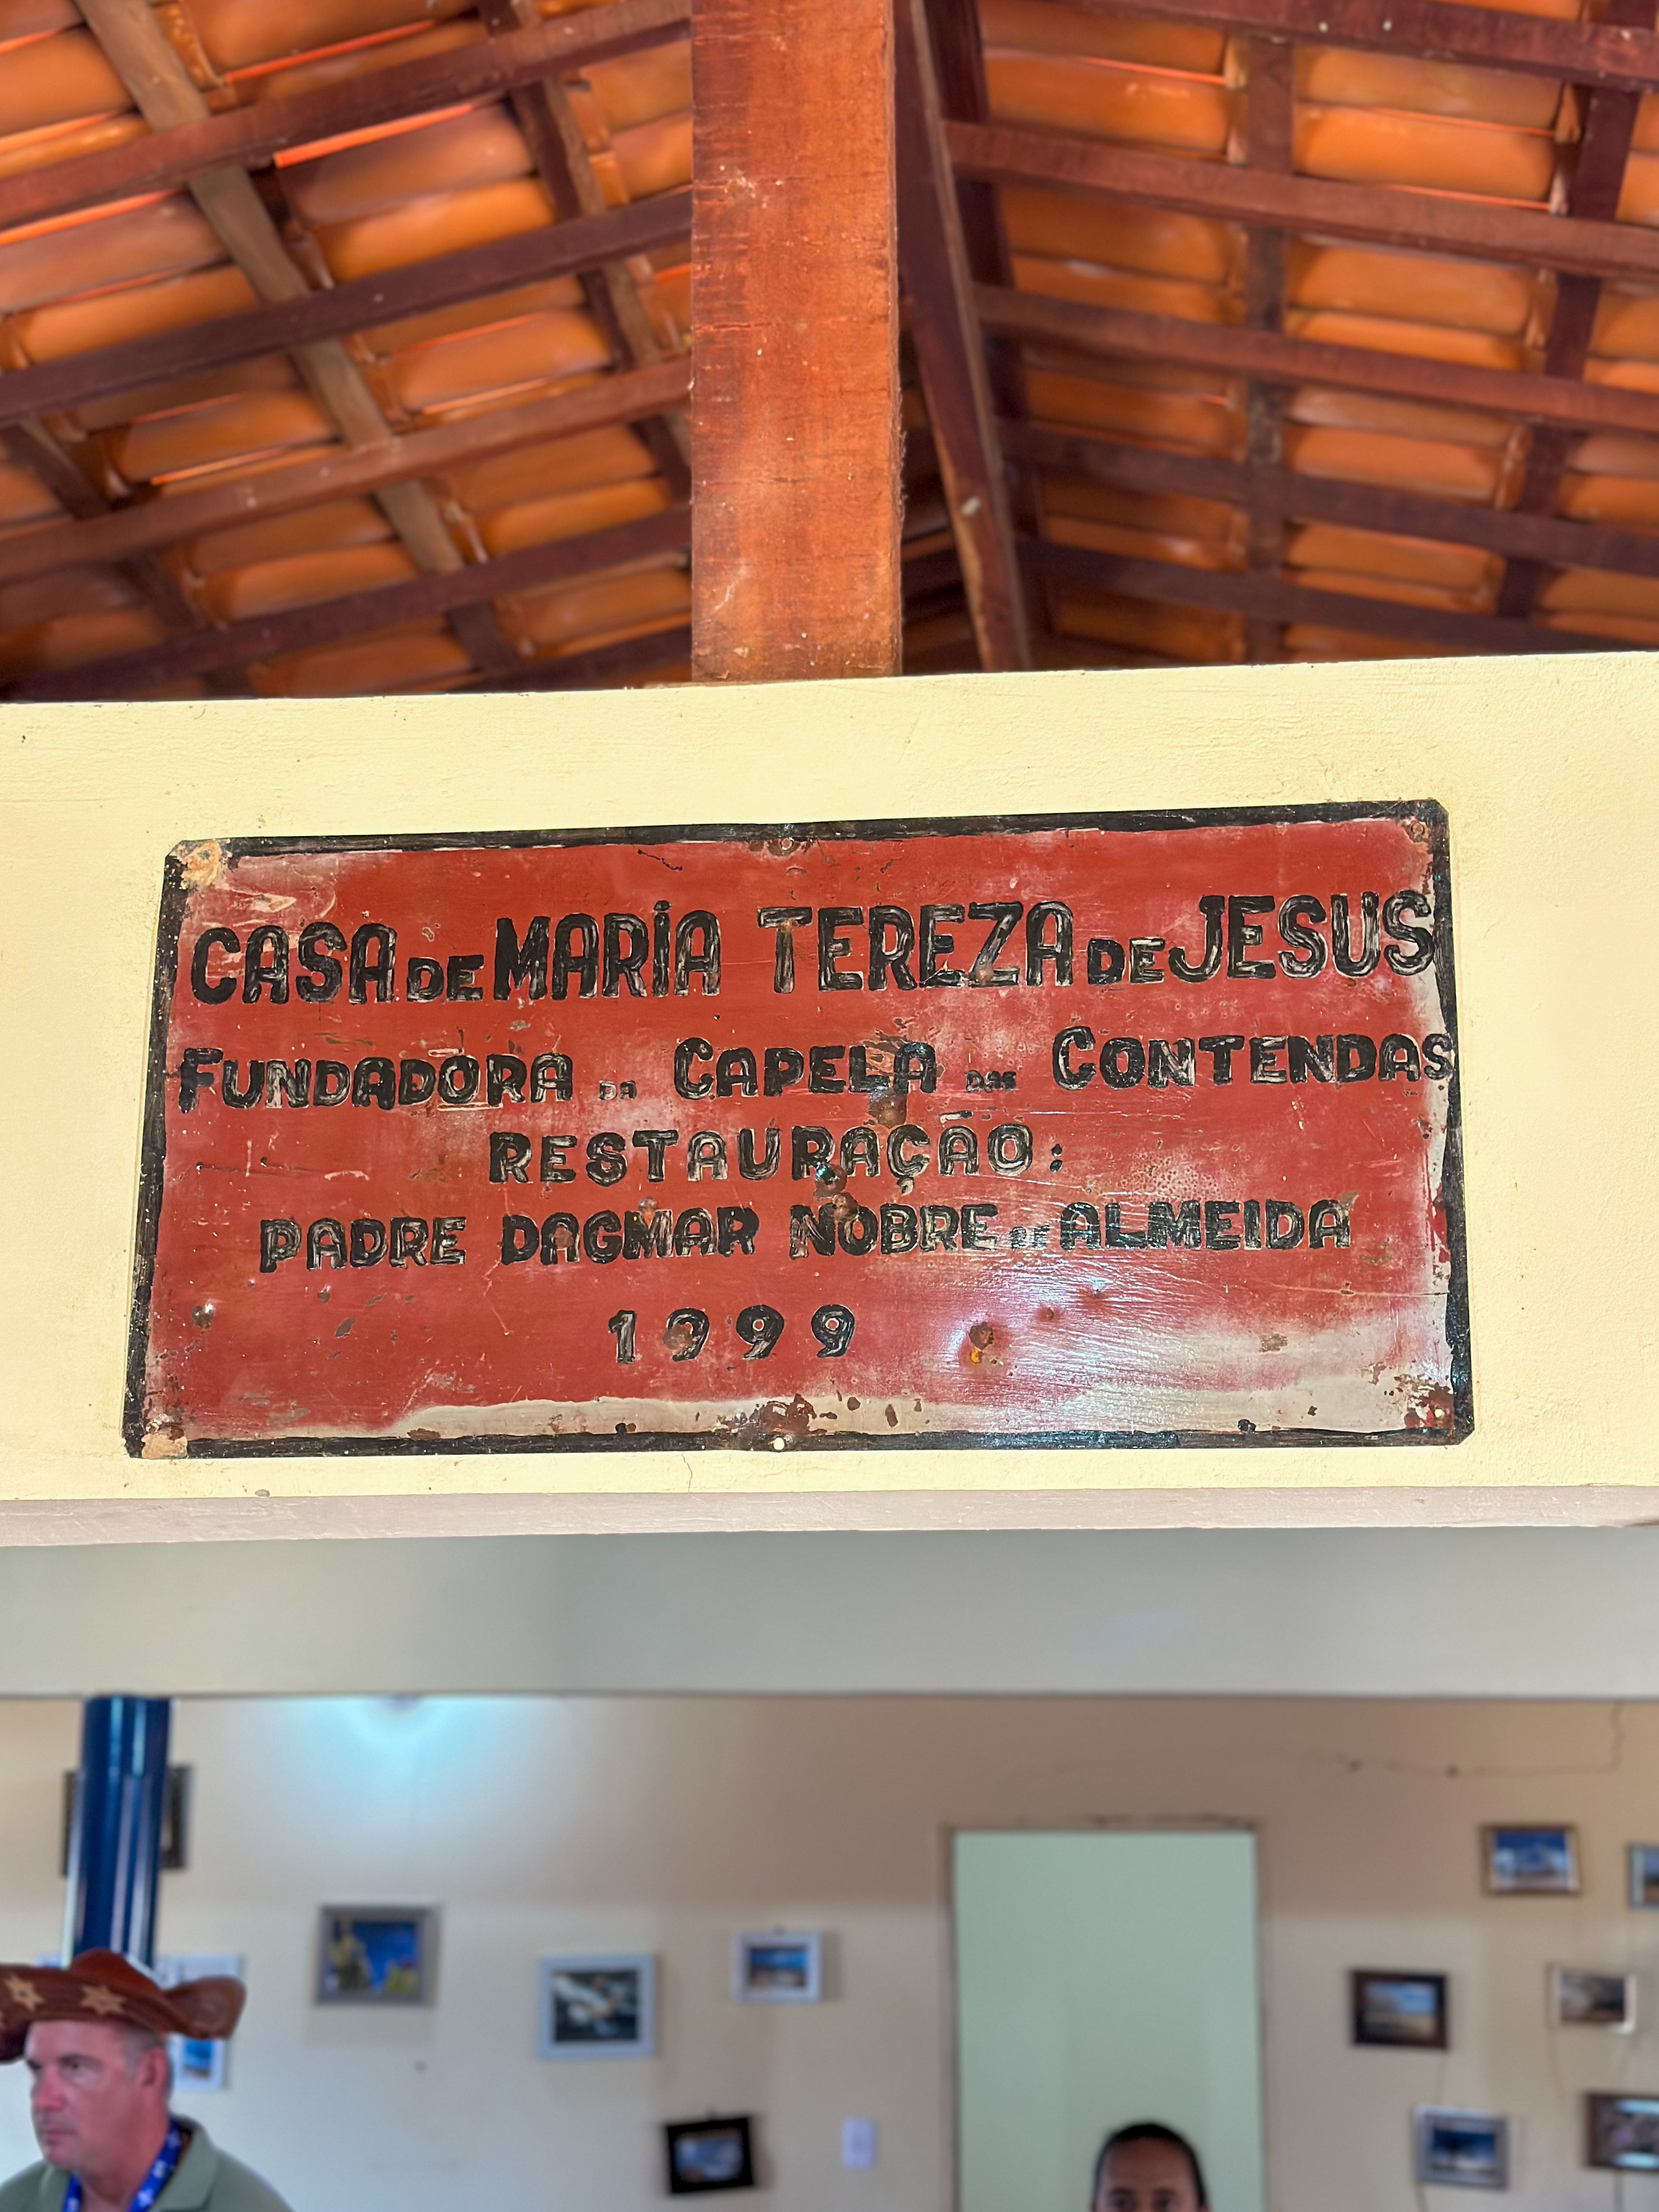 CASA DE MARIA TEREZA DE JESUS
FUNDADORA DA CAPELA DAS CONTENDAS
RESTAURAÇÃO:
PADRE DAGMAR NOBRE DE ALMEIDA
1999